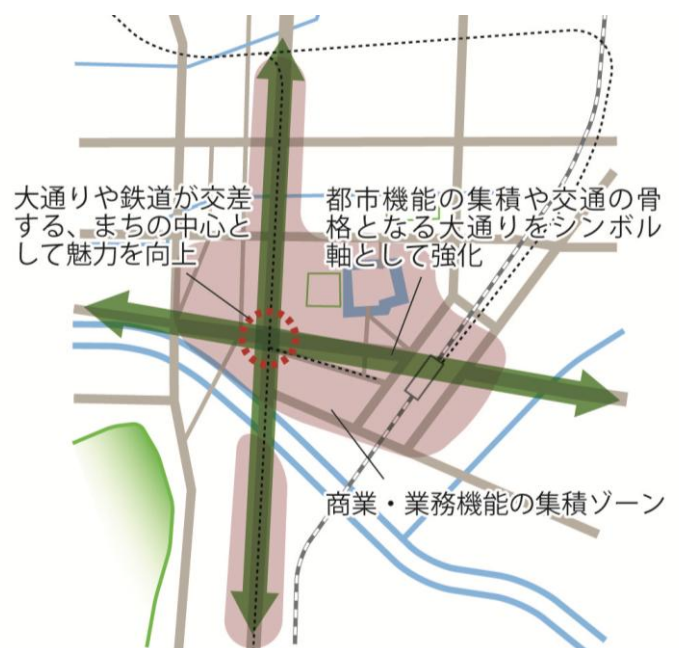 大通りや鉄道が交差
する、まちの中心と
して魅力を向上
都市機能の集積や交通の骨
格となる大通りをシンボル
軸として強化
商業・業務機能の集積ゾーン